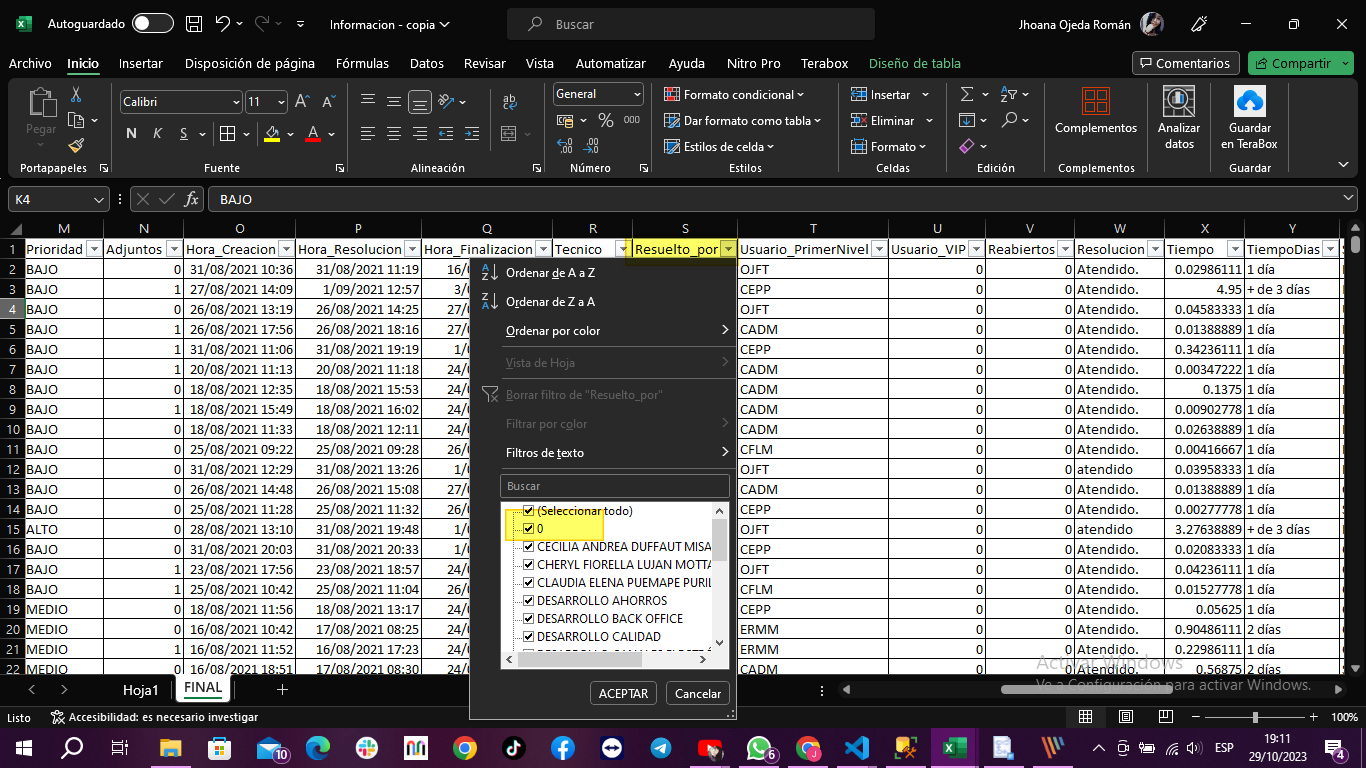 Autoguardado Informacion - copia Buscar Jhoana Ojeda Román
Archivo Inicio Insertar Disposición de página Fórmulas Datos Revisar Vista Automatizar Ayuda Nitro Pro Terabox Diseño de tabla Comentarios Compartir
Pegar Calibri 11 General Formato condicional Insertar
N K S Dar formato como tabla Eliminar Complementos Analizar datos Guardar en TeraBox
Estilos de celda Formato
Portapapeles Fuente Alineación Número Estilos Celdas Edición Complementos Guardar
K4 fx BAJO
M N O P Q R S T U V W X Y
1 Prioridad Adjuntos Hora_Creacion Hora_Resolucion Hora_Finalizacion Tecnico Resuelto_por Usuario_PrimerNivel Usuario_VIP Reabiertos Resolucion Tiempo TiempoDias
2 BAJO 0 31/08/2021 10:36 31/08/2021 11:19 16/ OJFT 0 0 Atendido. 0.02986111 1 día
3 BAJO 1 27/08/2021 14:09 1/09/2021 12:57 3/ CEPP 0 0 Atendido. 4.95 + de 3 días
4 BAJO 0 26/08/2021 13:19 26/08/2021 14:25 27/ OJFT 0 0 Atendido. 0.04583333 1 día
5 BAJO 1 26/08/2021 17:56 26/08/2021 18:16 27/ CADM 0 0 Atendido. 0.01388889 1 día
6 BAJO 1 31/08/2021 11:06 31/08/2021 19:19 1/ CEPP 0 0 Atendido. 0.34236111 1 día
7 BAJO 1 20/08/2021 11:13 20/08/2021 11:18 24/ CADM 0 0 Atendido. 0.00347222 1 día
8 BAJO 0 18/08/2021 12:35 18/08/2021 15:53 24/ CADM 0 0 Atendido. 0.1375 1 día
9 BAJO 1 18/08/2021 15:49 18/08/2021 16:02 24/ CADM 0 0 Atendido. 0.00902778 1 día
10 BAJO 0 18/08/2021 11:33 18/08/2021 12:11 24/ CADM 0 0 Atendido. 0.02638889 1 día
11 BAJO 0 25/08/2021 09:22 25/08/2021 09:28 26/ CFLM 0 0 Atendido. 0.00416667 1 día
12 BAJO 0 31/08/2021 12:29 31/08/2021 13:26 1/ OJFT 0 0 atendido 0.03958333 1 día
13 BAJO 0 26/08/2021 14:48 26/08/2021 15:08 27/ CADM 0 0 Atendido. 0.01388889 1 día
14 BAJO 0 25/08/2021 11:28 25/08/2021 11:32 26/ CEPP 0 0 Atendido. 0.00277778 1 día
15 ALTO 0 28/08/2021 13:10 31/08/2021 19:48 1/ OJFT 0 0 atendido 3.27638889 + de 3 días
16 BAJO 0 31/08/2021 20:03 31/08/2021 20:33 1/ CEPP 0 0 Atendido. 0.02083333 1 día
17 BAJO 1 23/08/2021 17:56 23/08/2021 18:57 24/ OJFT 0 0 Atendido. 0.04236111 1 día
18 BAJO 1 25/08/2021 10:42 25/08/2021 11:04 26/ CFLM 0 0 Atendido. 0.01527778 1 día
19 MEDIO 0 18/08/2021 11:56 18/08/2021 13:17 24/ CEPP 0 0 Atendido. 0.05625 1 día
20 MEDIO 0 16/08/2021 10:42 17/08/2021 08:25 24/ ERMM 0 0 Atendido. 0.90486111 2 días
21 MEDIO 1 16/08/2021 11:52 16/08/2021 17:23 24/ ERMM 0 0 Atendido. 0.22986111 1 día
22 MEDIO 0 16/08/2021 18:51 17/08/2021 08:30 24/ CADM 0 0 Atendido. 0.56875 2 días
Ordenar de A a Z
Ordenar de Z a A
Ordenar por color
Vista de Hoja
Borrar filtro de "Resuelto_por"
Filtrar por color
Filtros de texto
Buscar
(Seleccionar todo)
0
CECILIA ANDREA DUFFAUT MISA
CHERYL FIORELLA LUJAN MOTTA
CLAUDIA ELENA PUEMAPE PURIL
DESARROLLO AHORROS
DESARROLLO BACK OFFICE
DESARROLLO CALIDAD
ACEPTAR Cancelar
Activar Windows
Ve a Configuración para activar Windows.
Hoja1 FINAL
Listo Accesibilidad: es necesario investigar 100%
10 6 ESP 19:11
29/10/2023 4